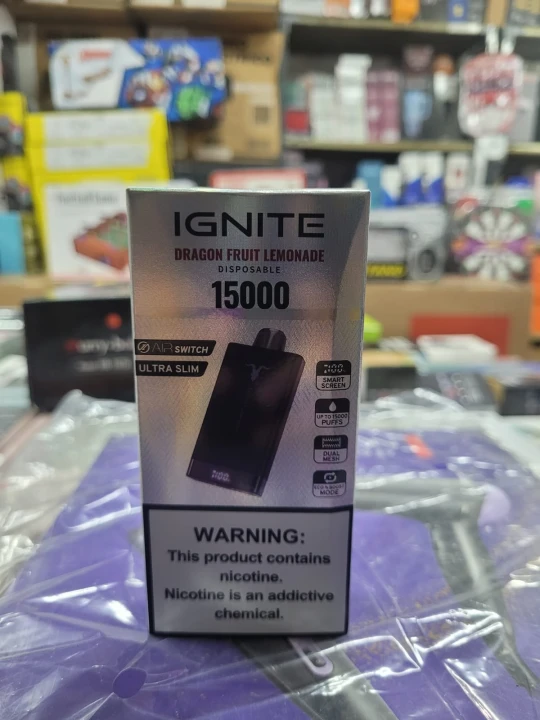 IGNITE
DRAGON FRUIT LEMONADE
DISPOSABLE
15000
AIR SWITCH
ULTRA SLIM
SMART
SCREEN
UP TO 15000
PUFFS
DUAL
MESH
MODE
WARNING:
This product contains
nicotine.
Nicotine is an addictive
chemical.